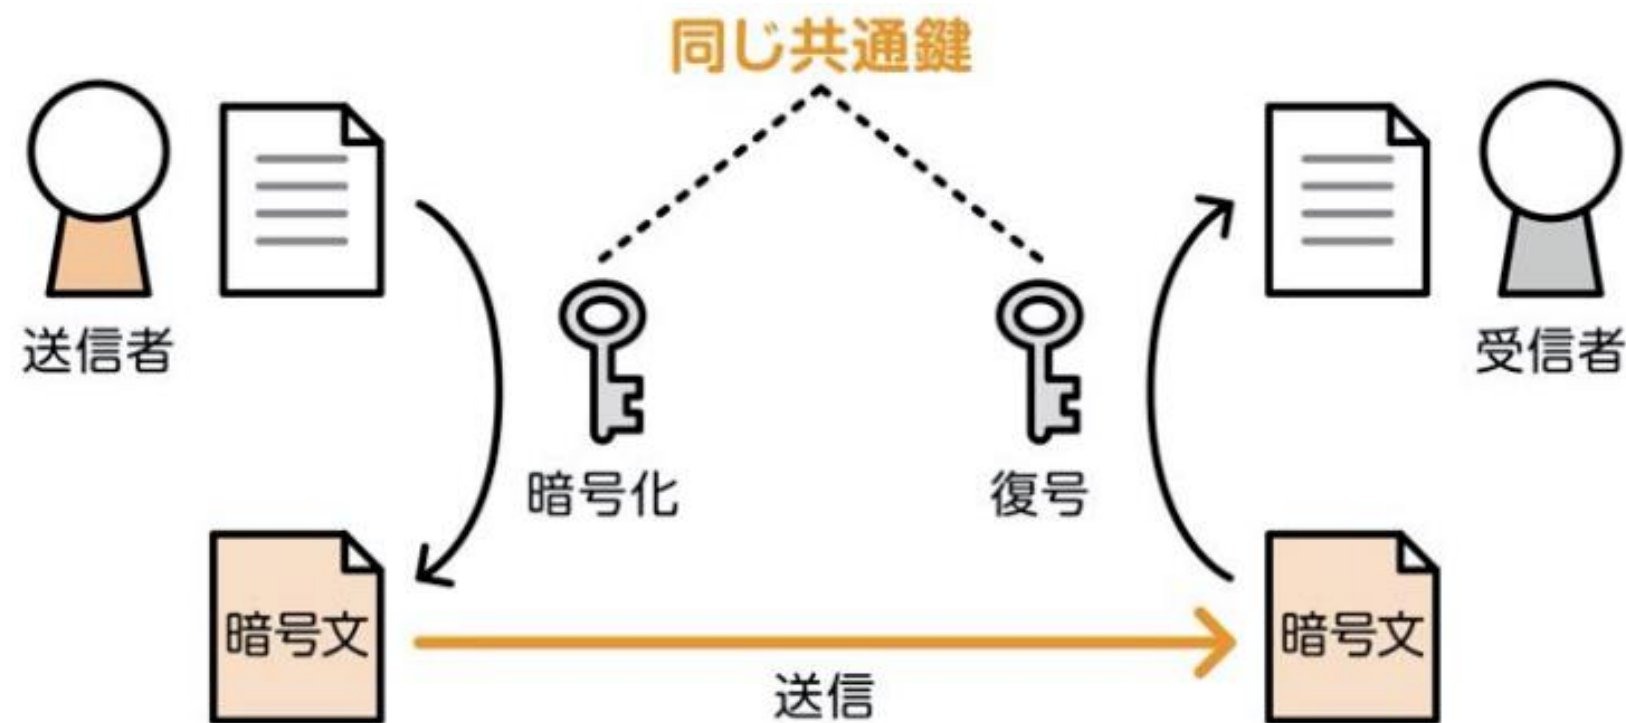 同じ共通鍵
送信者
受信者
暗号化
復号
暗号文
暗号文
送信